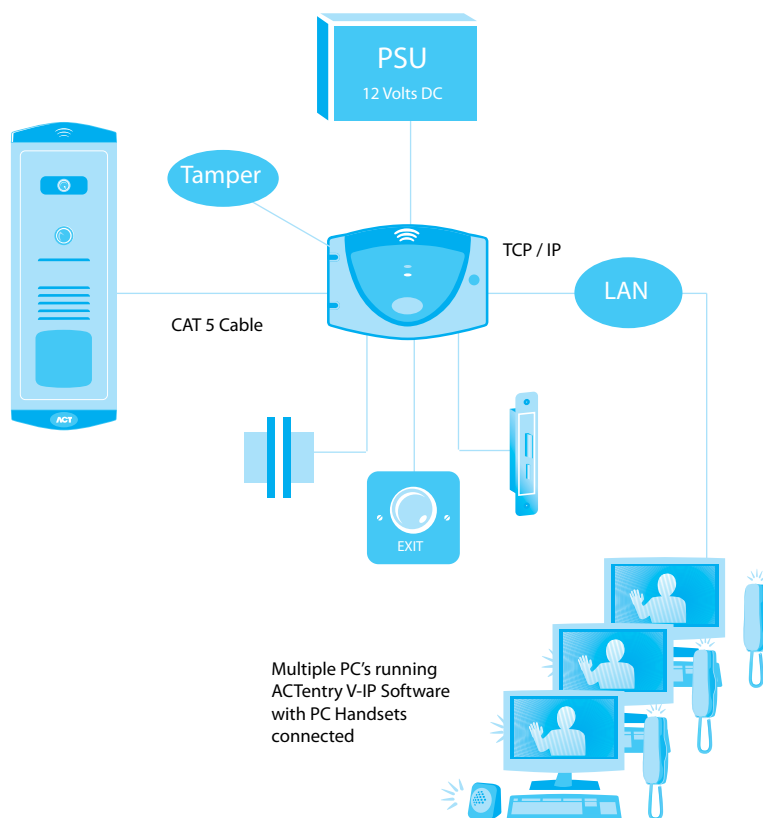 PSU
12 Volts DC
Tamper
TCP / IP
LAN
CAT 5 Cable
ACT
EXIT
Multiple PC's running
ACTentry V-IP Software
with PC Handsets
connected